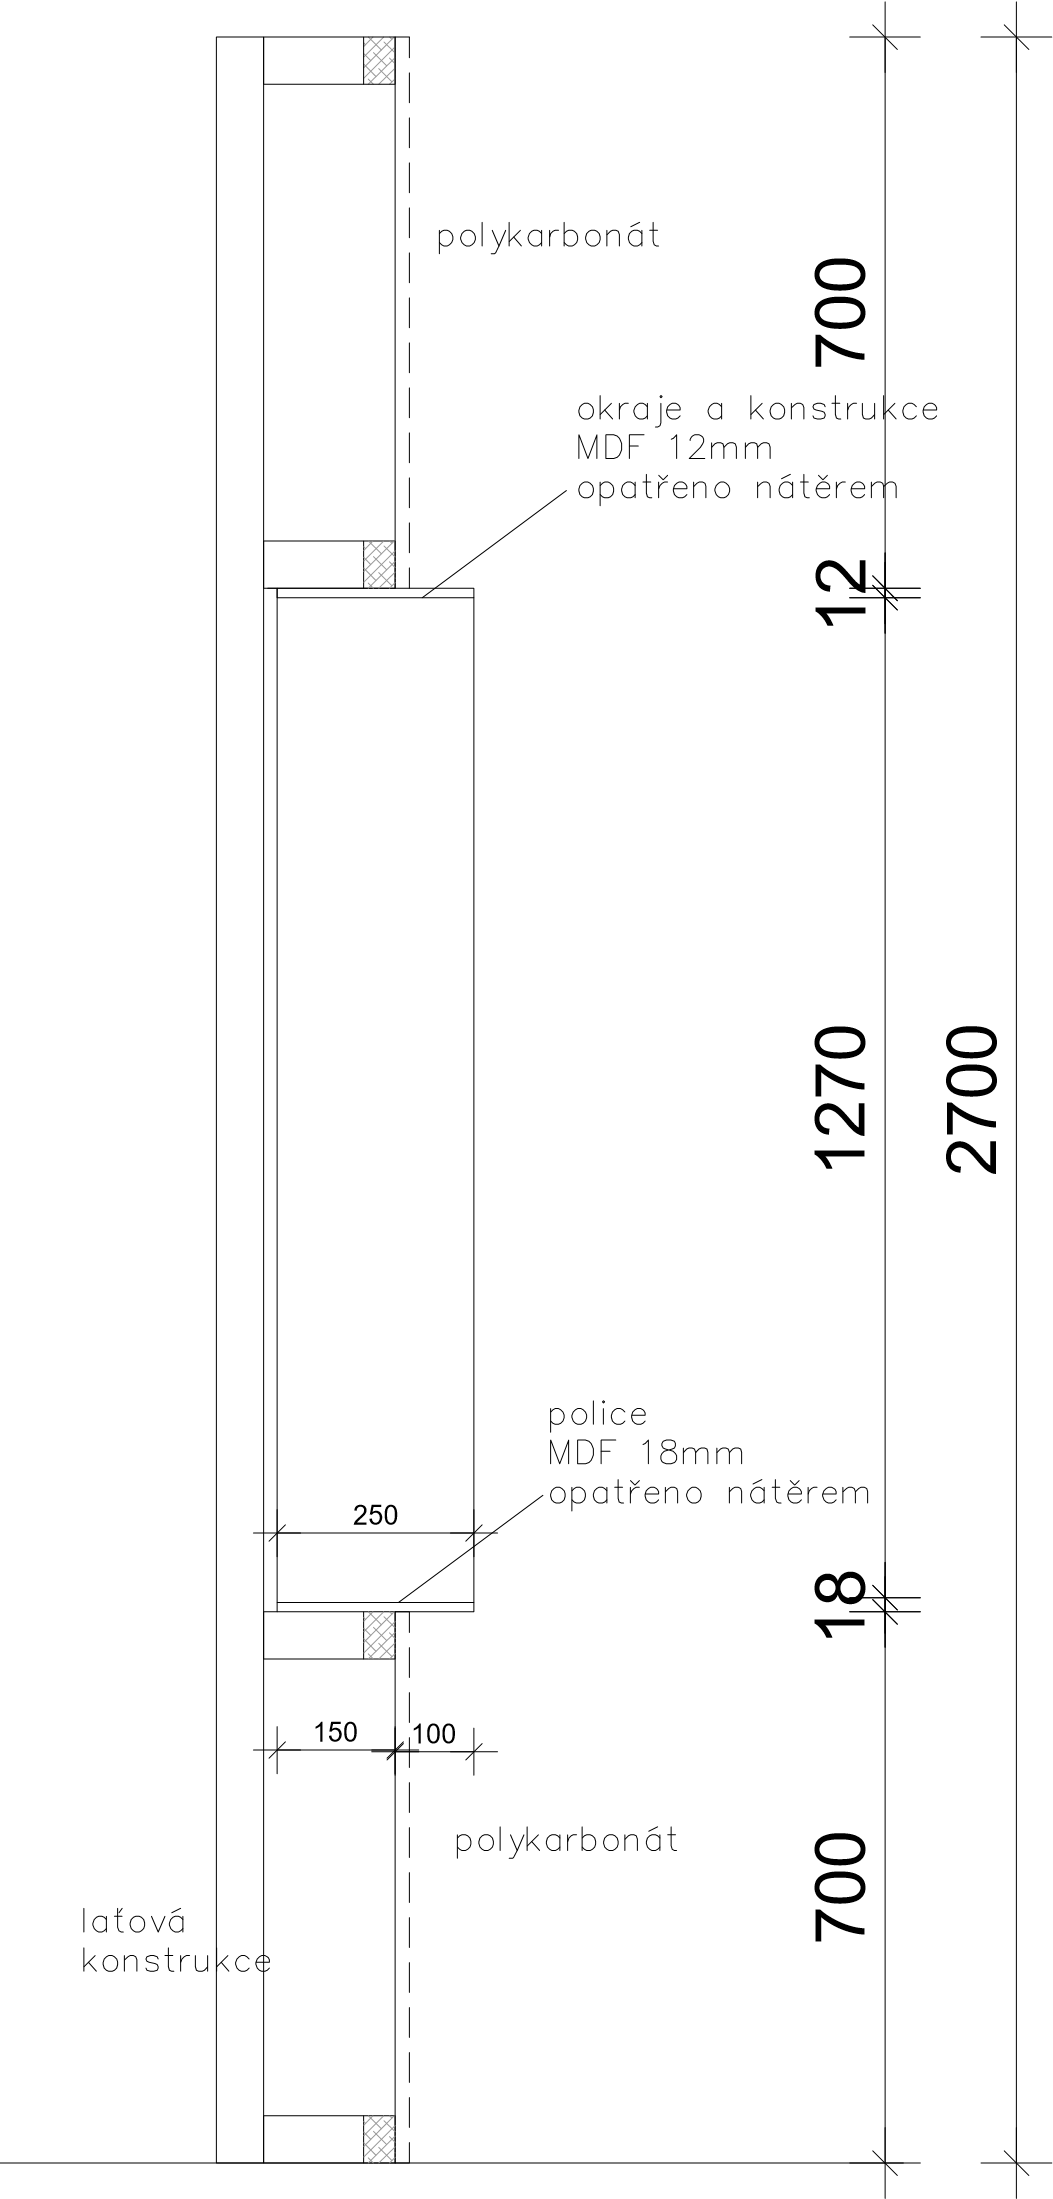 polykarbonát
700
okraje a konstrukce
MDF 12mm
opatřeno nátěrem
12
1270
2700
police
MDF 18mm
opatřeno nátěrem
250
18
150
100
polykarbonát
700
laťová
konstrukce